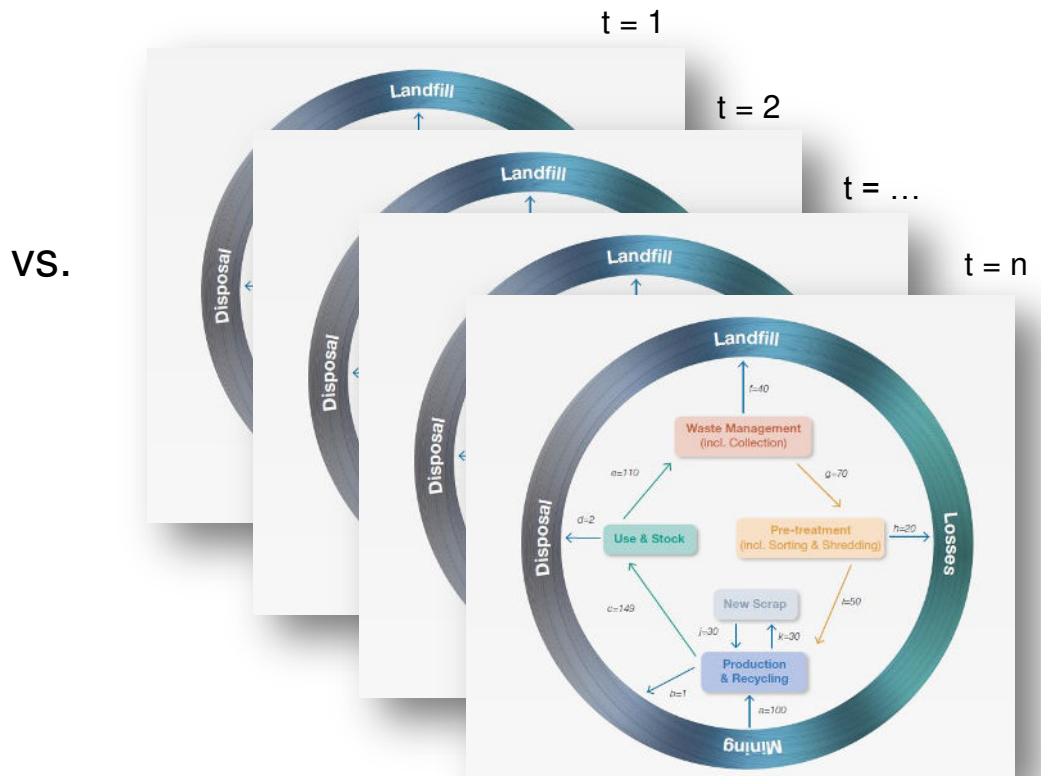 t = 1
Landfill
t = 2
Landfill
t = ...
Landfill
vs.
t = n
Disposal
Disposal
Disposal
Landfill
f=40
Waste Management
(incl. Collection)
e=110
g=70
d=2
h=20
Disposal
Use & Stock
Pre-treatment
(incl. Sorting & Shredding)
Losses
c=149
New Scrap
i=50
j=30
k=30
Production
& Recycling
b=1
a=100
Mining